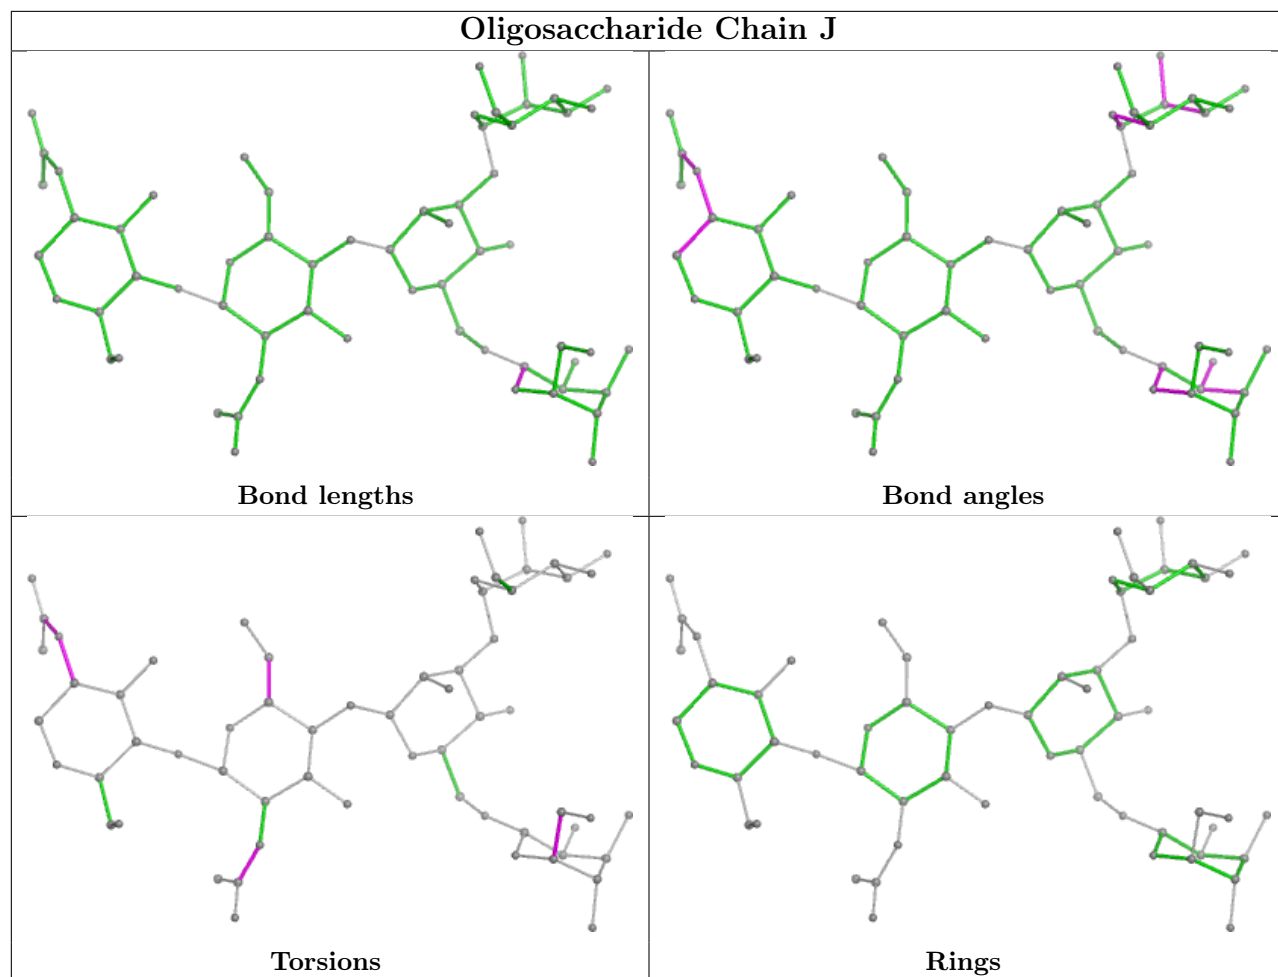 Oligosaccharide Chain J
Bond lengths
Bond angles
Torsions
Rings